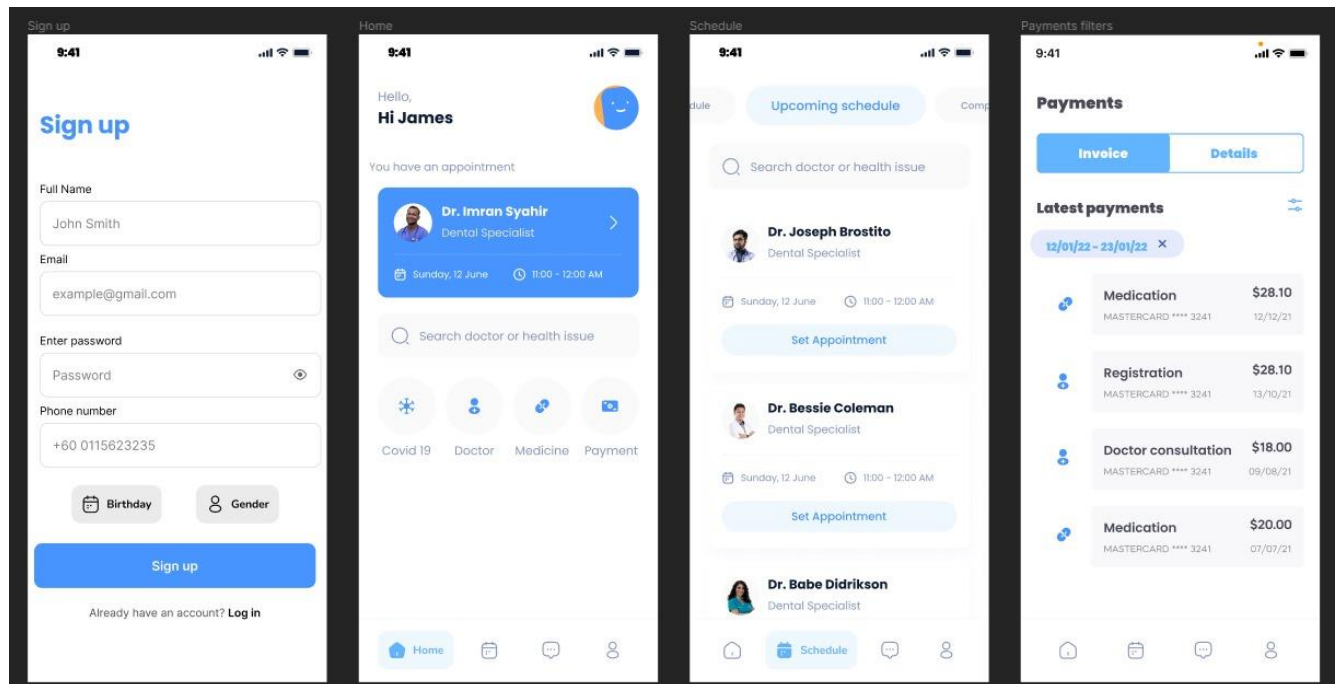 Sign up
9:41
Sign up
Full Name
John Smith
Email
example@gmail.com
Enter password
Password
Phone number
+60 0115623235
Birthday
Gender
Sign up
Already have an account? Log in
Home
9:41
Hello,
Hi James
You have an appointment
Dr. Imran Syahir
Dental Specialist
Sunday, 12 June
11:00 - 12:00 AM
Search doctor or health issue
Covid 19
Doctor
Medicine
Payment
Home
Schedule
9:41
dule
Upcoming schedule
Comp
Search doctor or health issue
Dr. Joseph Brostito
Dental Specialist
Sunday, 12 June
11:00 - 12:00 AM
Set Appointment
Dr. Bessie Coleman
Dental Specialist
Sunday, 12 June
11:00 - 12:00 AM
Set Appointment
Dr. Babe Didrikson
Dental Specialist
Schedule
Payments filters
9:41
Payments
Invoice
Details
Latest payments
12/01/22 - 23/01/22 ×
Medication $28.10
MASTERCARD **** 3241 12/12/21
Registration $28.10
MASTERCARD **** 3241 13/10/21
Doctor consultation $18.00
MASTERCARD **** 3241 09/08/21
Medication $20.00
MASTERCARD **** 3241 07/07/21